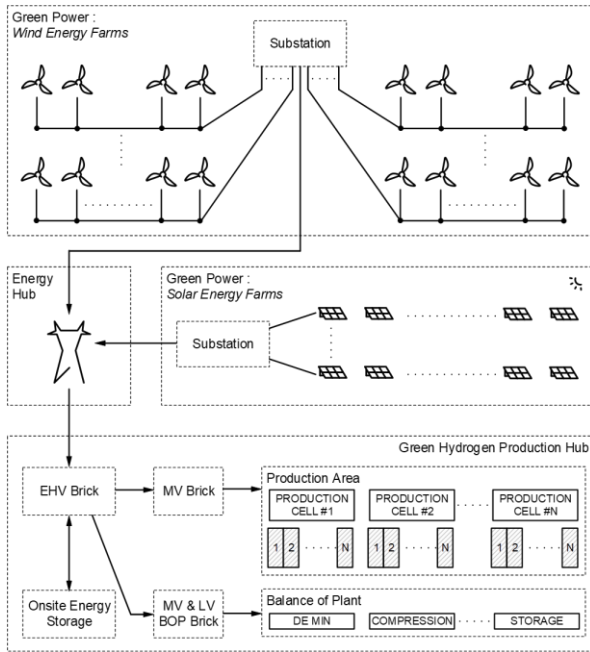 Green Power :
Wind Energy Farms
Substation
Energy
Hub
Green Power :
Solar Energy Farms
Substation
Green Hydrogen Production Hub
EHV Brick
MV Brick
Production Area
PRODUCTION
CELL #1
PRODUCTION
CELL #2
PRODUCTION
CELL #N
1 2 N
1 2 N
1 2 N
Onsite Energy
Storage
MV & LV
BOP Brick
Balance of Plant
DE MIN
COMPRESSION
STORAGE